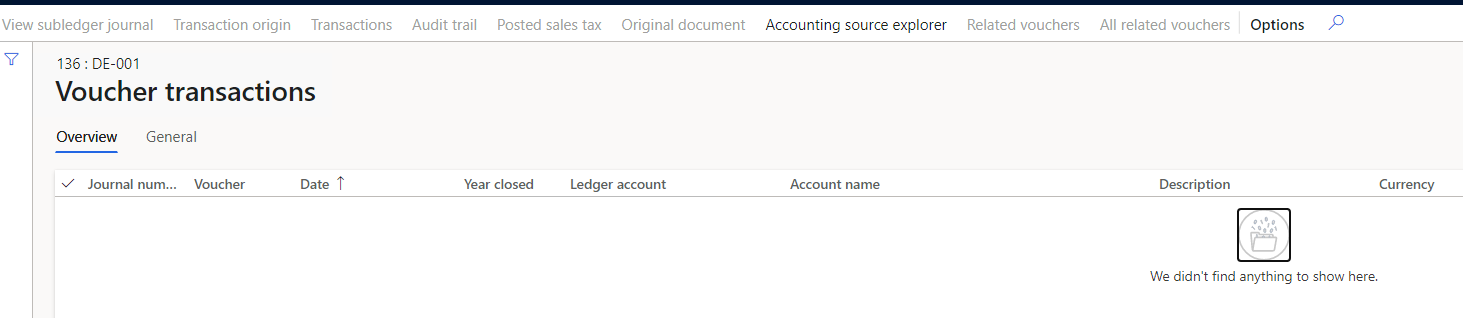 View subledger journal Transaction origin Transactions Audit trail Posted sales tax Original document Accounting source explorer Related vouchers All related vouchers Options
136 : DE-001
Voucher transactions
Overview General
Journal num... Voucher Date Year closed Ledger account Account name Description Currency
We didn't find anything to show here.